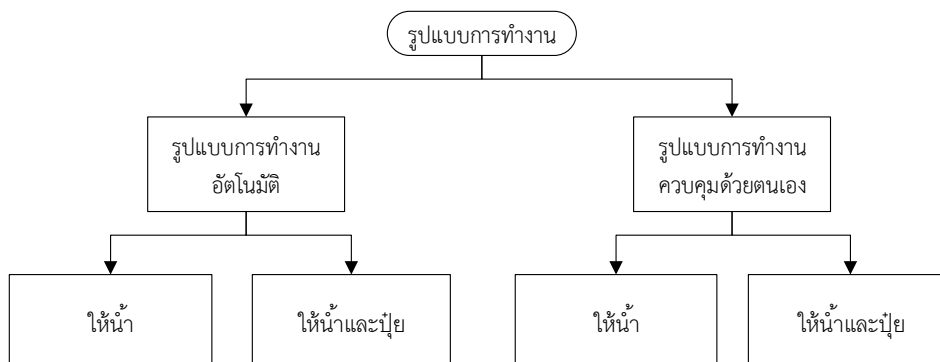 รูปแบบการทำงาน
รูปแบบการทำงาน
อัตโนมัติ
รูปแบบการทำงาน
ควบคุมด้วยตนเอง
ให้น้ำ
ให้น้ำและปุ๋ย
ให้น้ำ
ให้น้ำและปุ๋ย